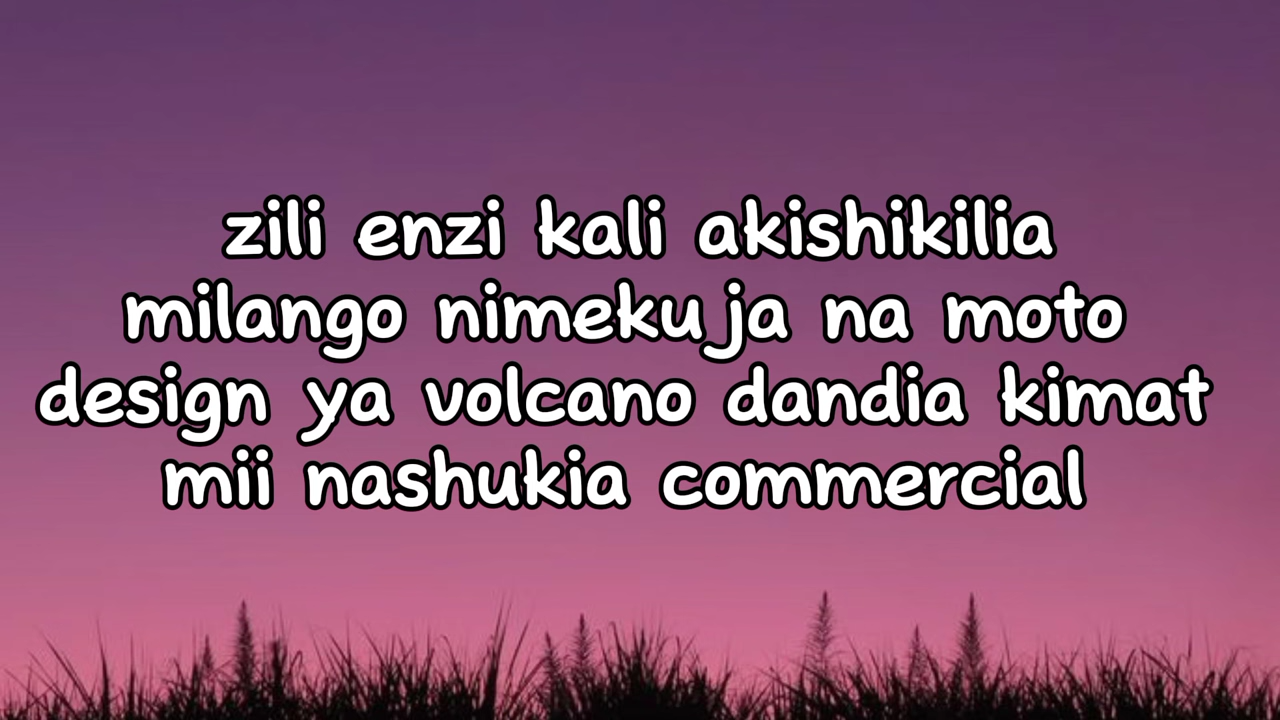 zili enzi kali akishikilia
milango nimekuja na moto
design ya volcano dandia kimat
mii nashukia commercial